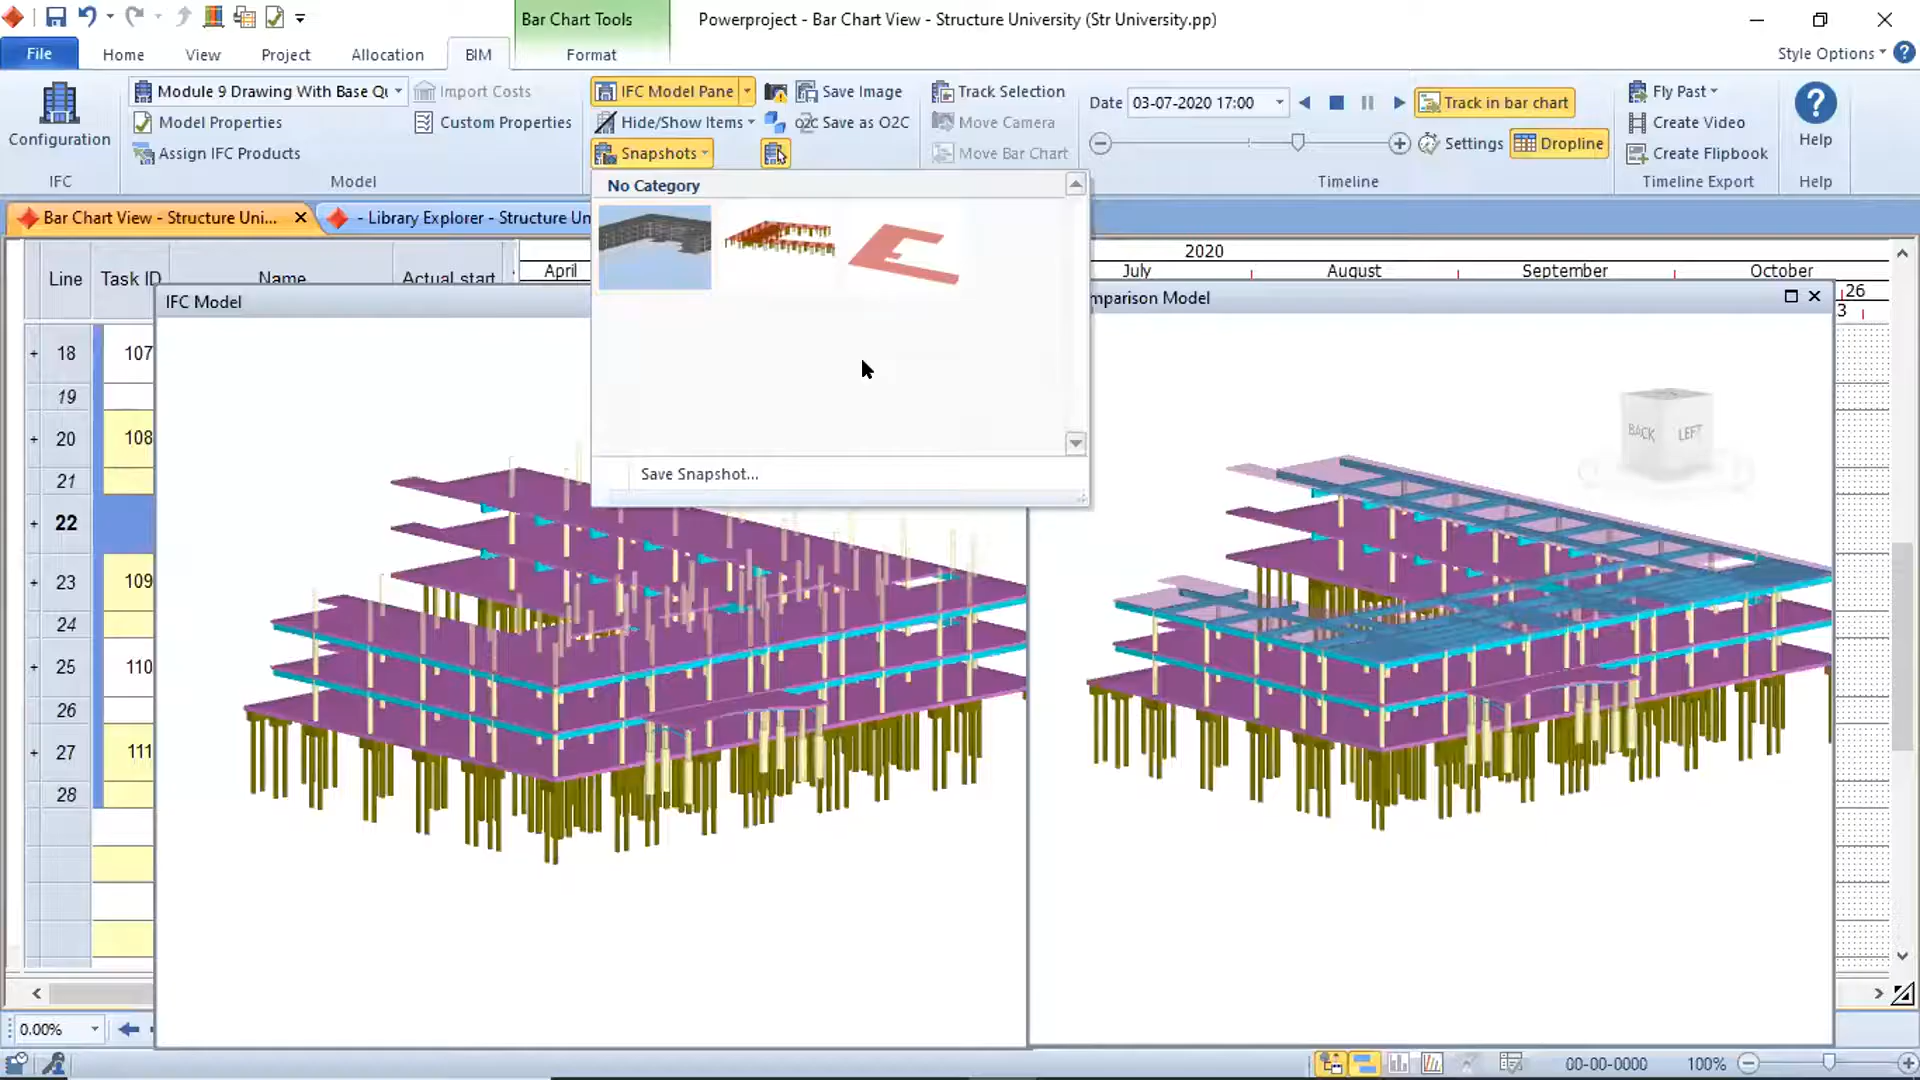 Bar Chart Tools
Powerproject - Bar Chart View - Structure University (Str University.pp)
File
Home
View
Project
Allocation
BIM
Format
Style Options
Configuration
IFC
Module 9 Drawing With Base Qu
Import Costs
Model Properties
Custom Properties
Assign IFC Products
Model
IFC Model Pane
Save Image
Hide/Show Items
O2C Save as O2C
Snapshots
Track Selection
Move Camera
Move Bar Chart
Date 03-07-2020 17:00
Track in bar chart
Settings
Dropline
Timeline
Fly Past
Create Video
Create Flipbook
Timeline Export
Help
Help
No Category
Save Snapshot...
Bar Chart View - Structure Uni...
- Library Explorer - Structure Un
Line
Task ID
Name
Actual start
April
2020
July
August
September
October
26
3
IFC Model
mparison Model
18 107
19
20 108
21
22
23 109
24
25 110
26
27 111
28
BACK
LEFT
0.00%
00-00-0000
100%